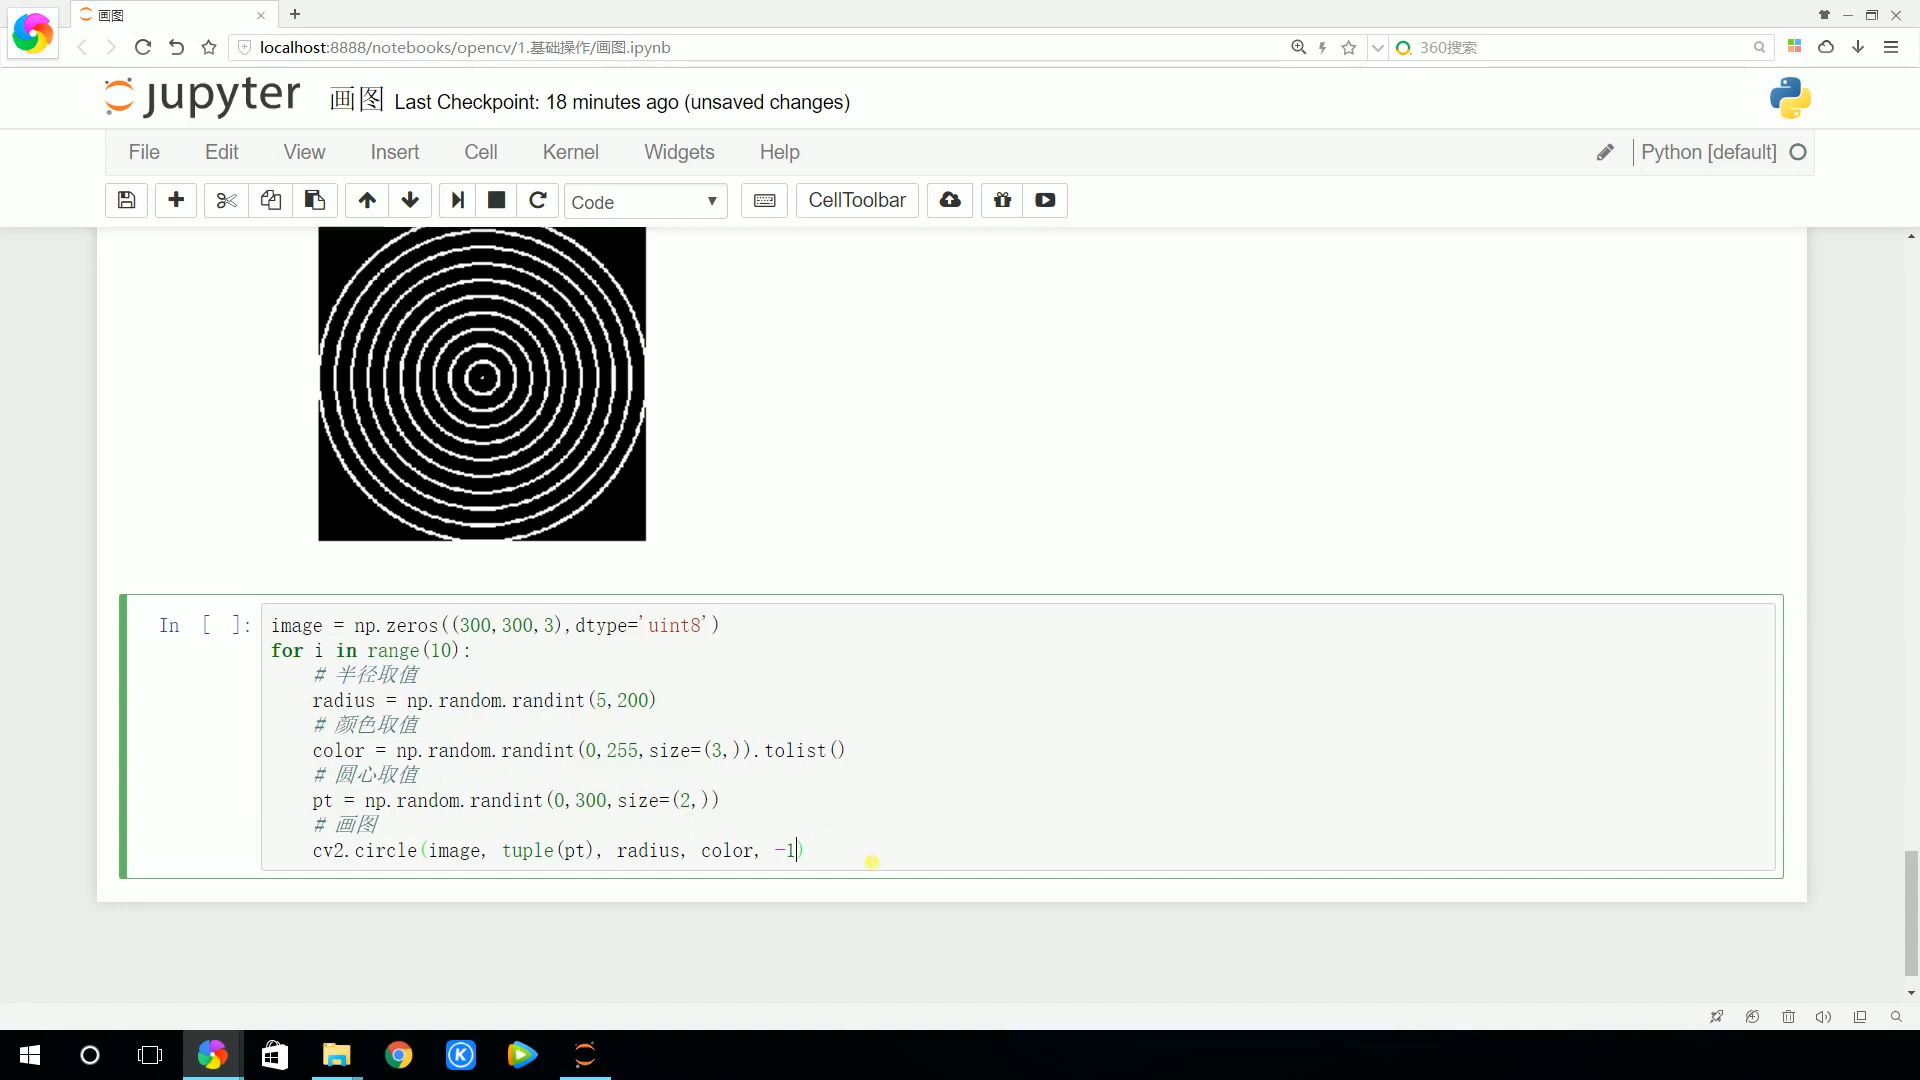 画图
localhost:8888/notebooks/opencv/1.基础操作/画图.ipynb
360搜索
jupyter 画图 Last Checkpoint: 18 minutes ago (unsaved changes)
File Edit View Insert Cell Kernel Widgets Help Python [default]
Code CellToolbar
In [ ]: image = np.zeros((300,300,3),dtype='uint8')
for i in range(10):
# 半径取值
radius = np.random.randint(5,200)
# 颜色取值
color = np.random.randint(0,255,size=(3,)).tolist()
# 圆心取值
pt = np.random.randint(0,300,size=(2,))
# 画图
cv2.circle(image, tuple(pt), radius, color, -1)